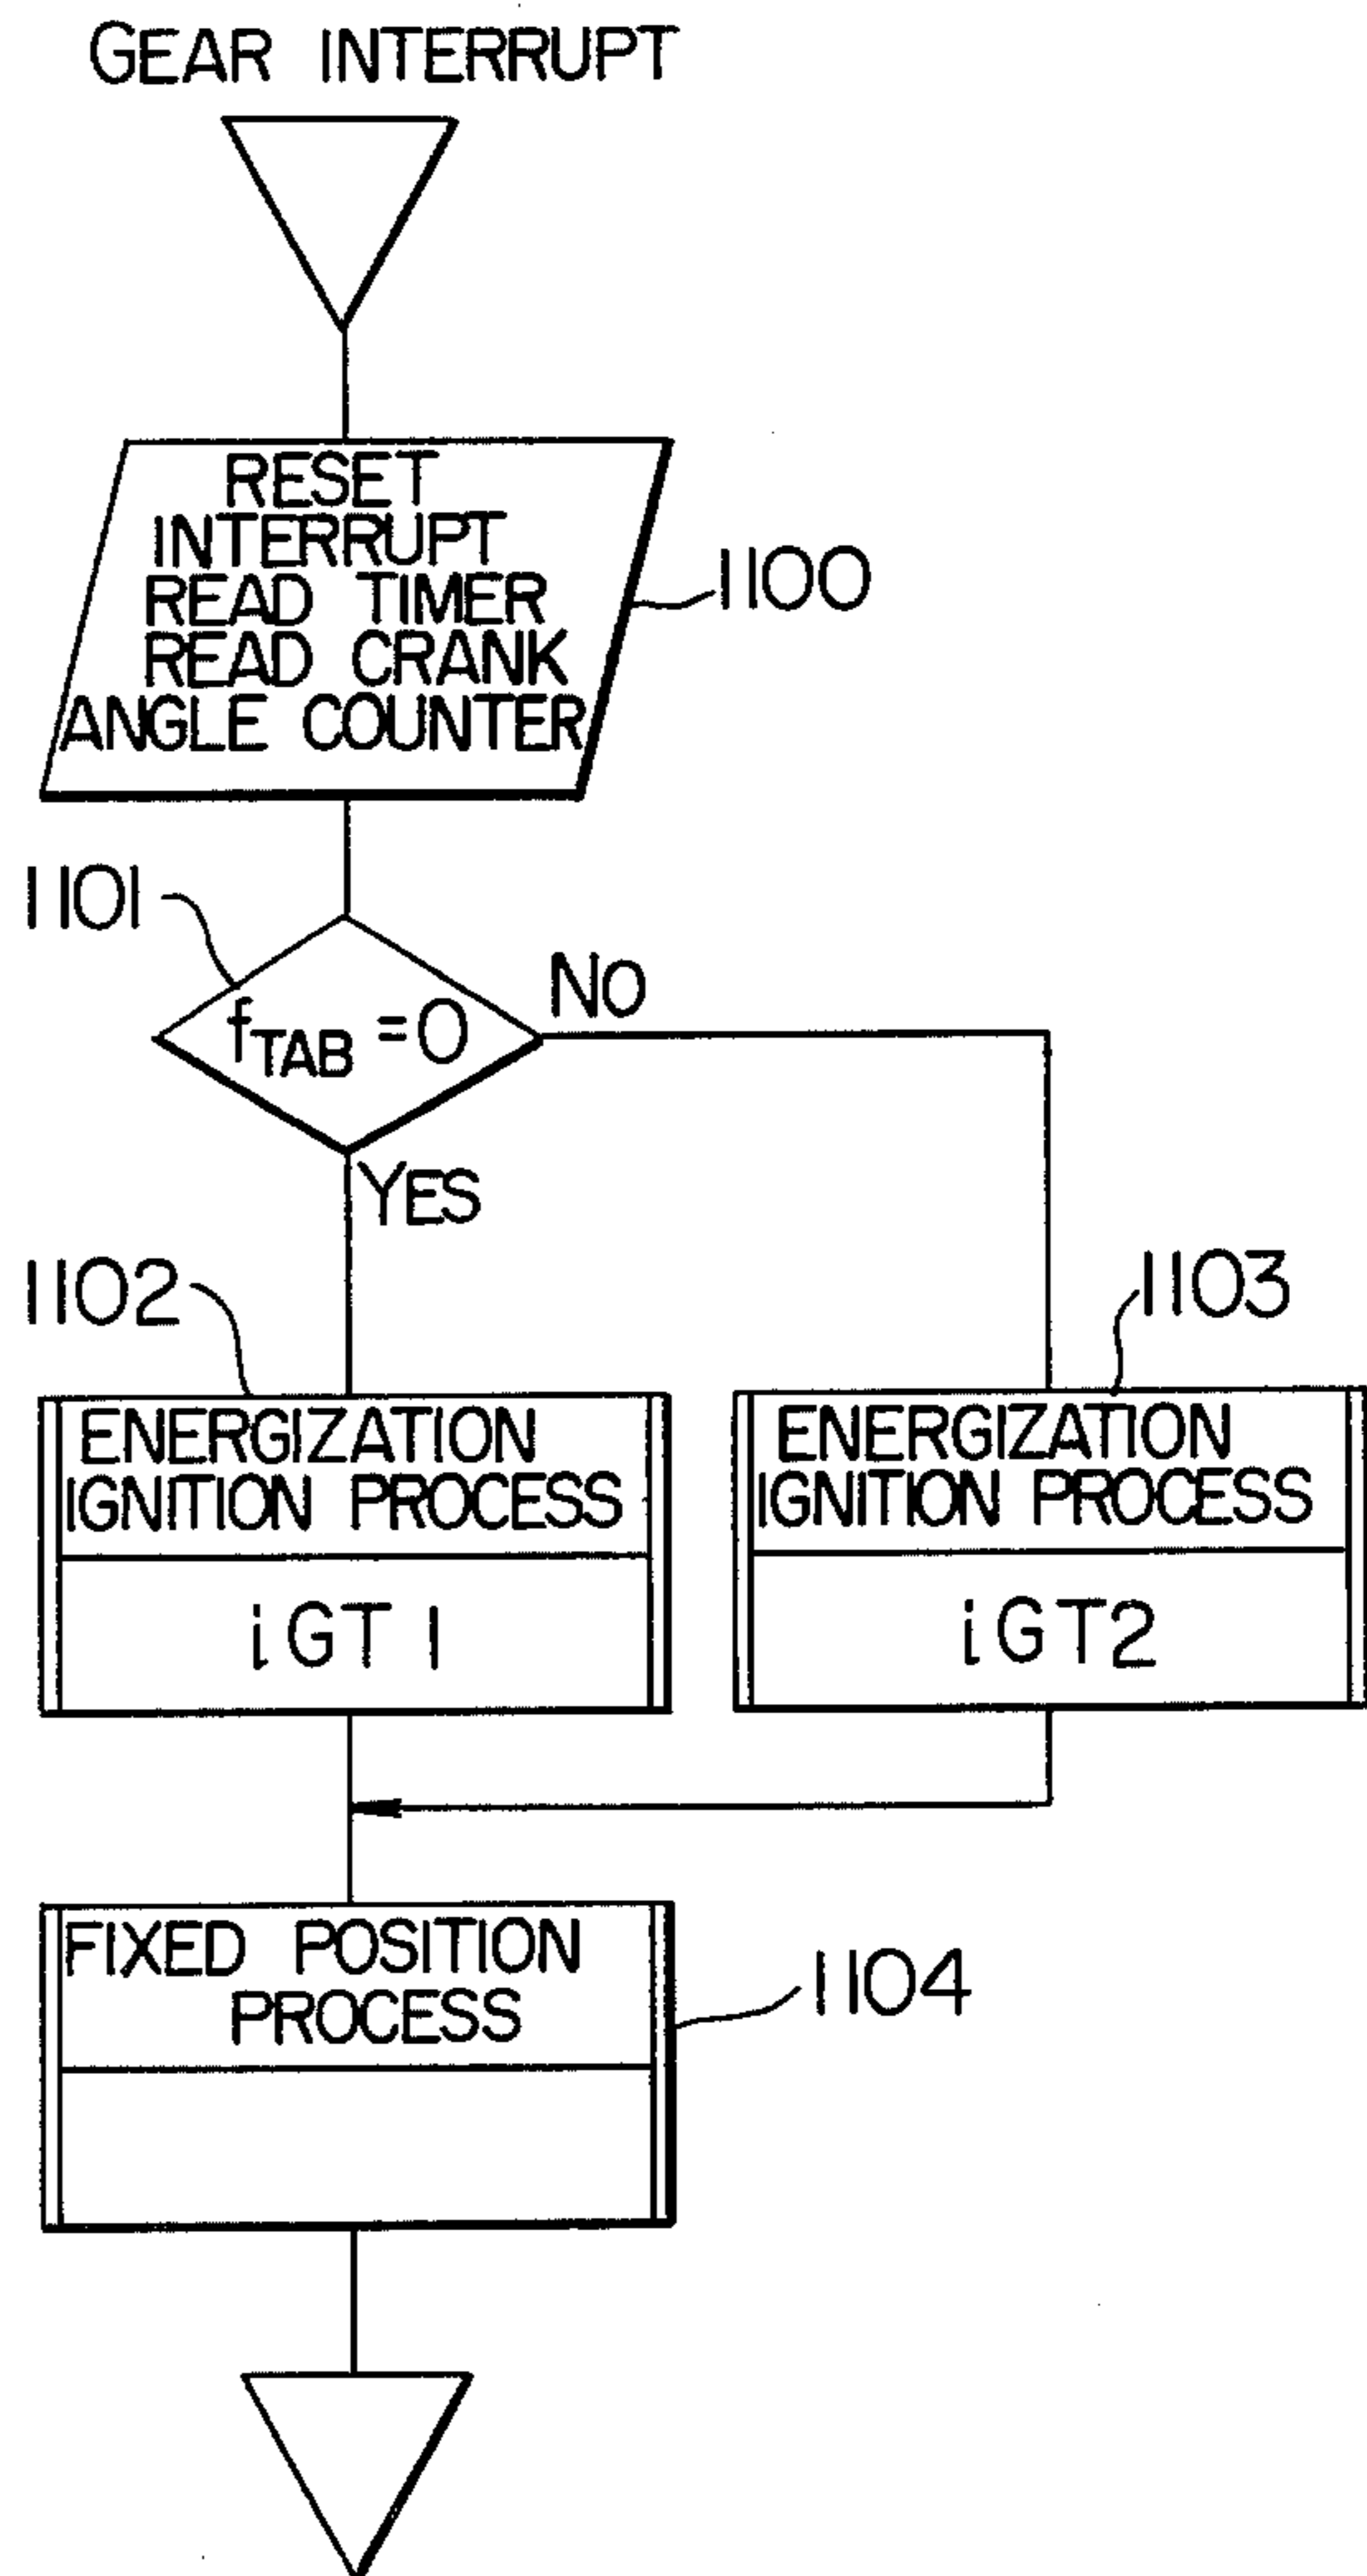 GEAR INTERRUPT
RESET
INTERRUPT
READ TIMER
READ CRANK
ANGLE COUNTER
1100
1101
fTAB =0
NO
YES
1102
ENERGIZATION
IGNITION PROCESS
iGT1
1103
ENERGIZATION
IGNITION PROCESS
iGT2
FIXED POSITION
PROCESS
1104